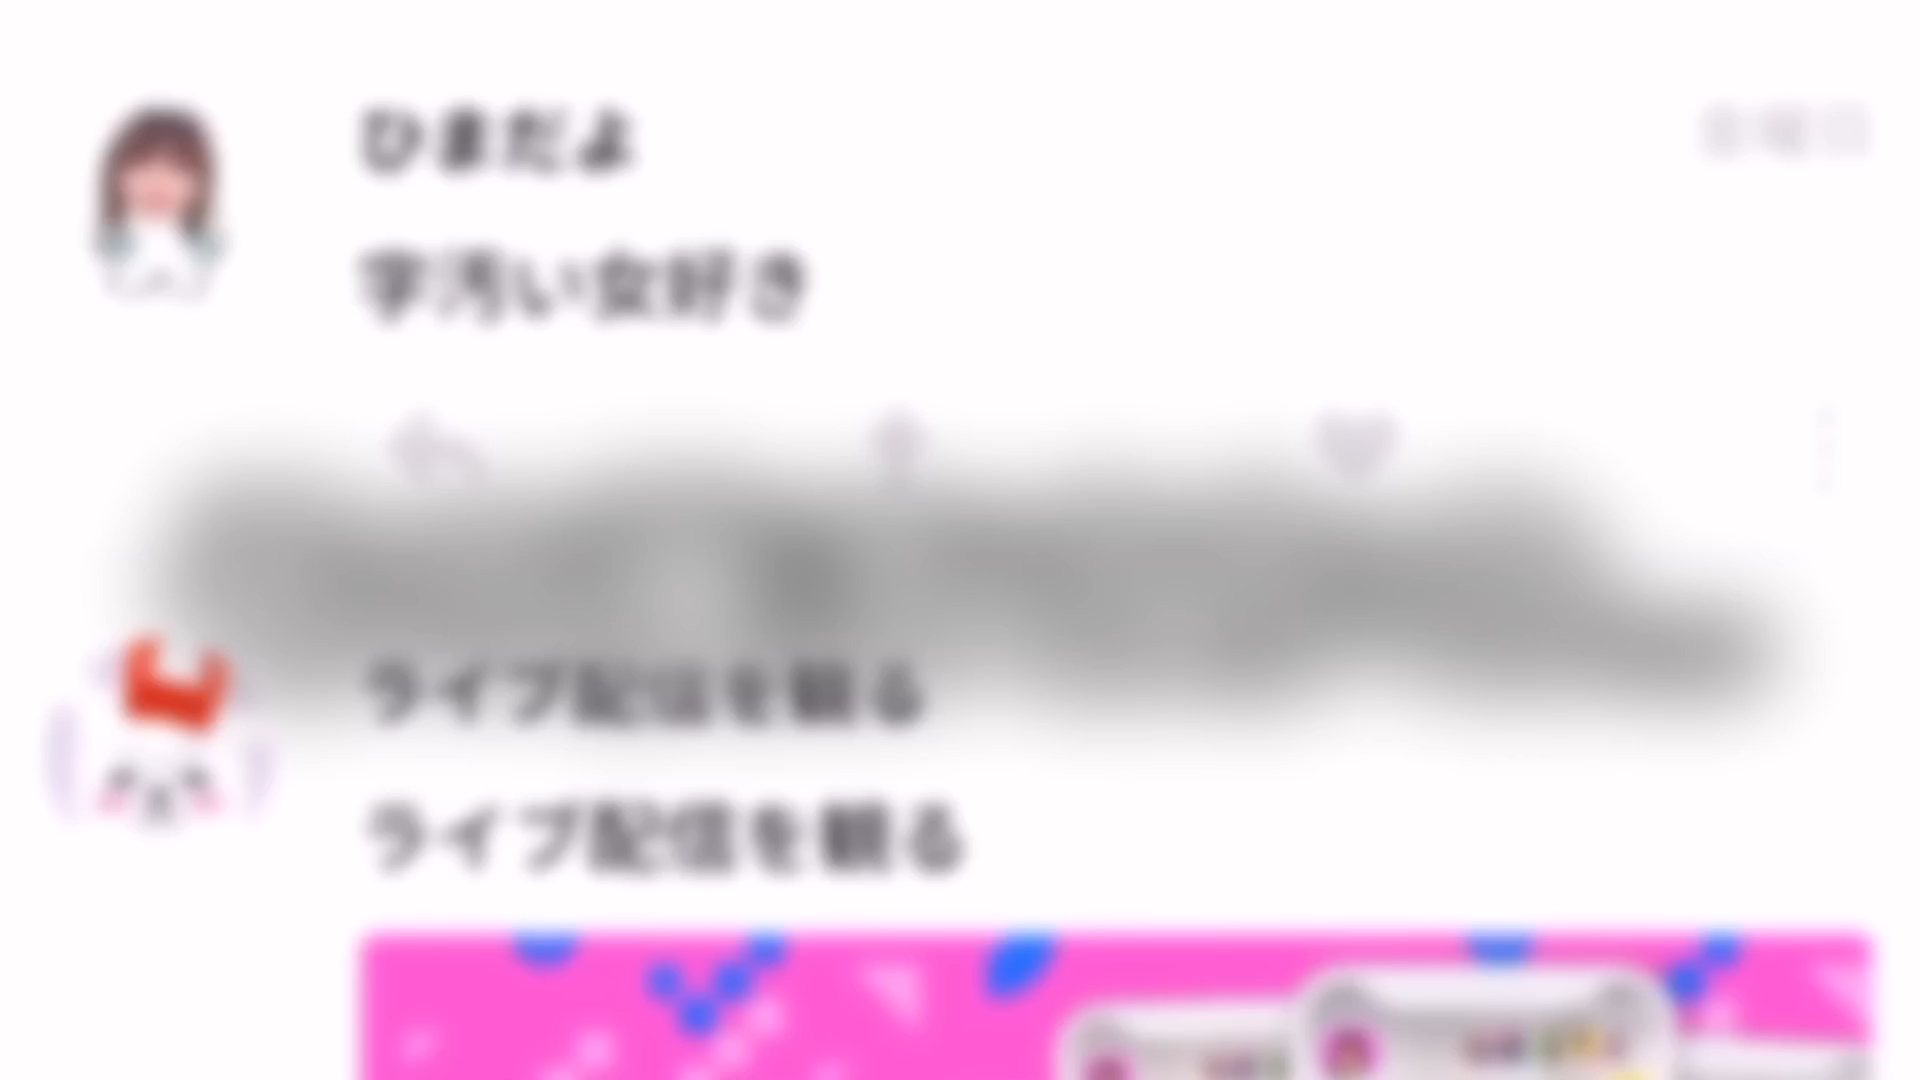 ひまだよ
字汚い女好き
ライブ配信を観る
ライブ配信を観る